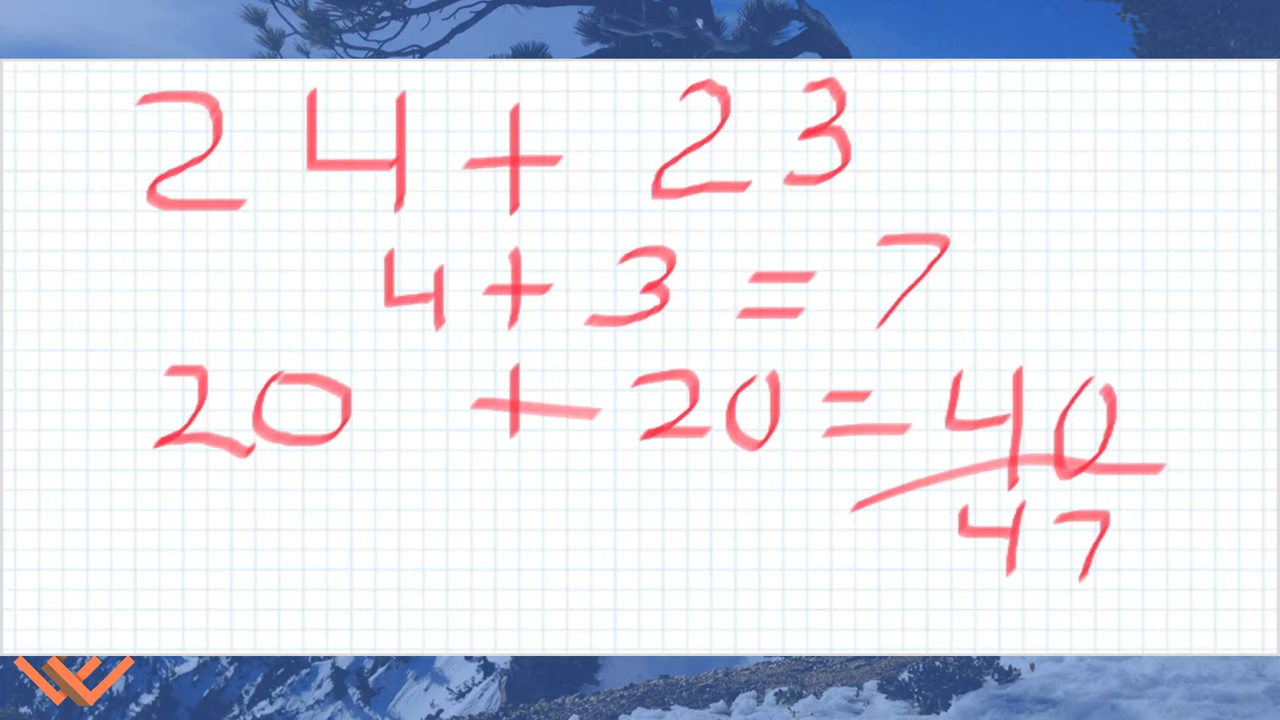 24 + 23
4 + 3 = 7
20 + 20 = 40
47